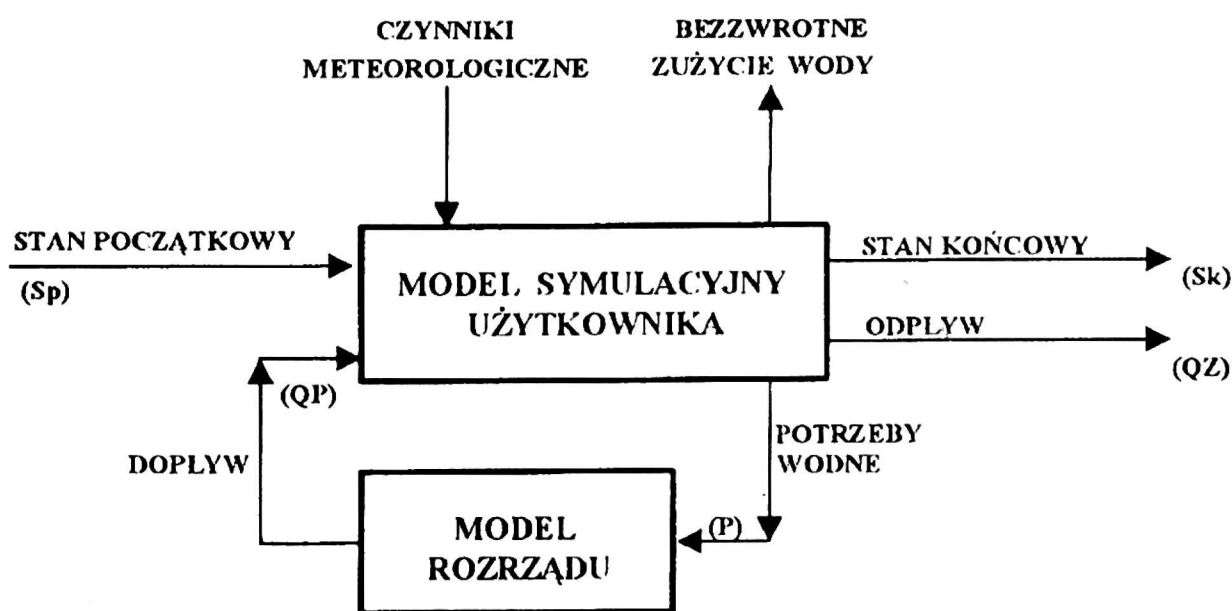 CZYNNIKI
METEOROLOGICZNE
BEZZWROTNE
ZUŻYCIE WODY
STAN POCZĄTKOWY
(Sp)
MODEL SYMULACYJNY
UŻYTKOWNIKA
STAN KOŃCOWY
(Sk)
ODPŁYW
(QZ)
(QP)
DOPŁYW
POTRZEBY
WODNE
(P)
MODEL
ROZRZĄDU